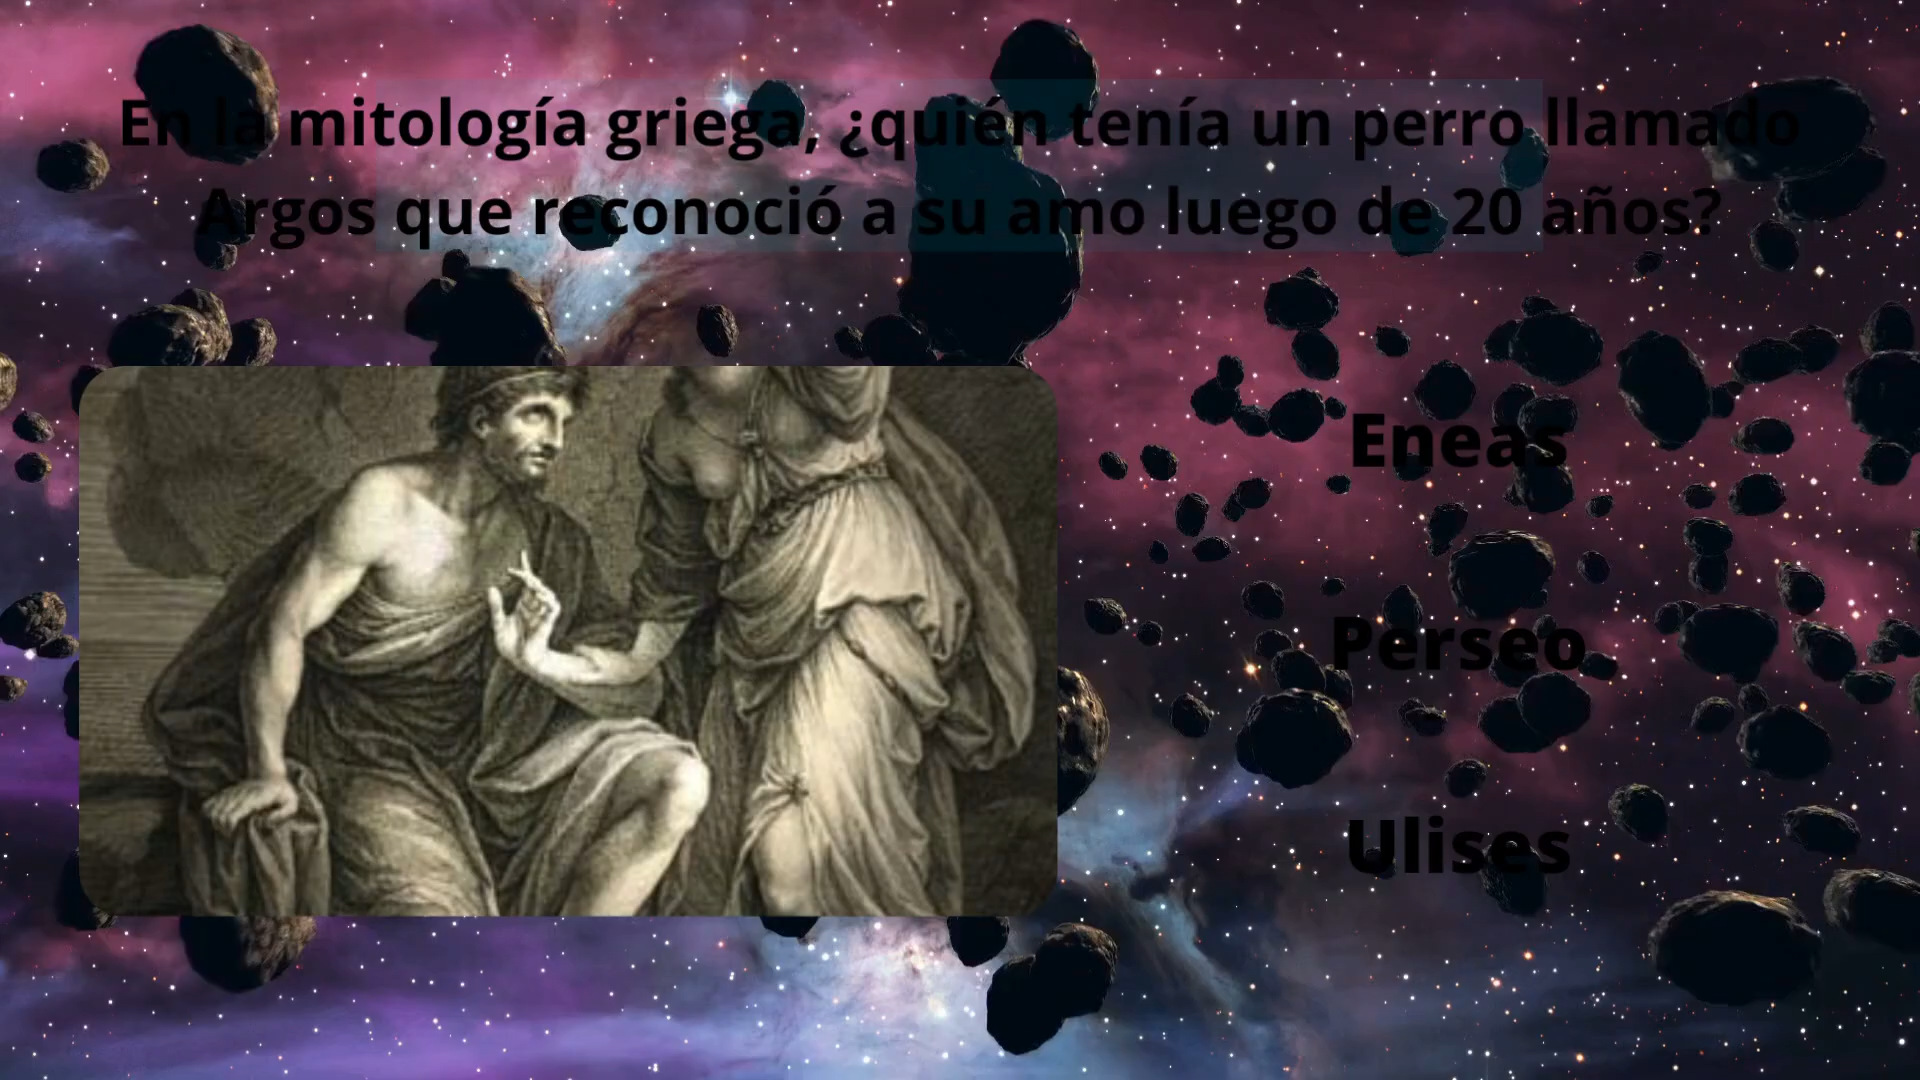 En la mitología griega, ¿quién tenía un perro llamado
Argos que reconoció a su amo luego de 20 años?
Eneas
Perseo
Ulises